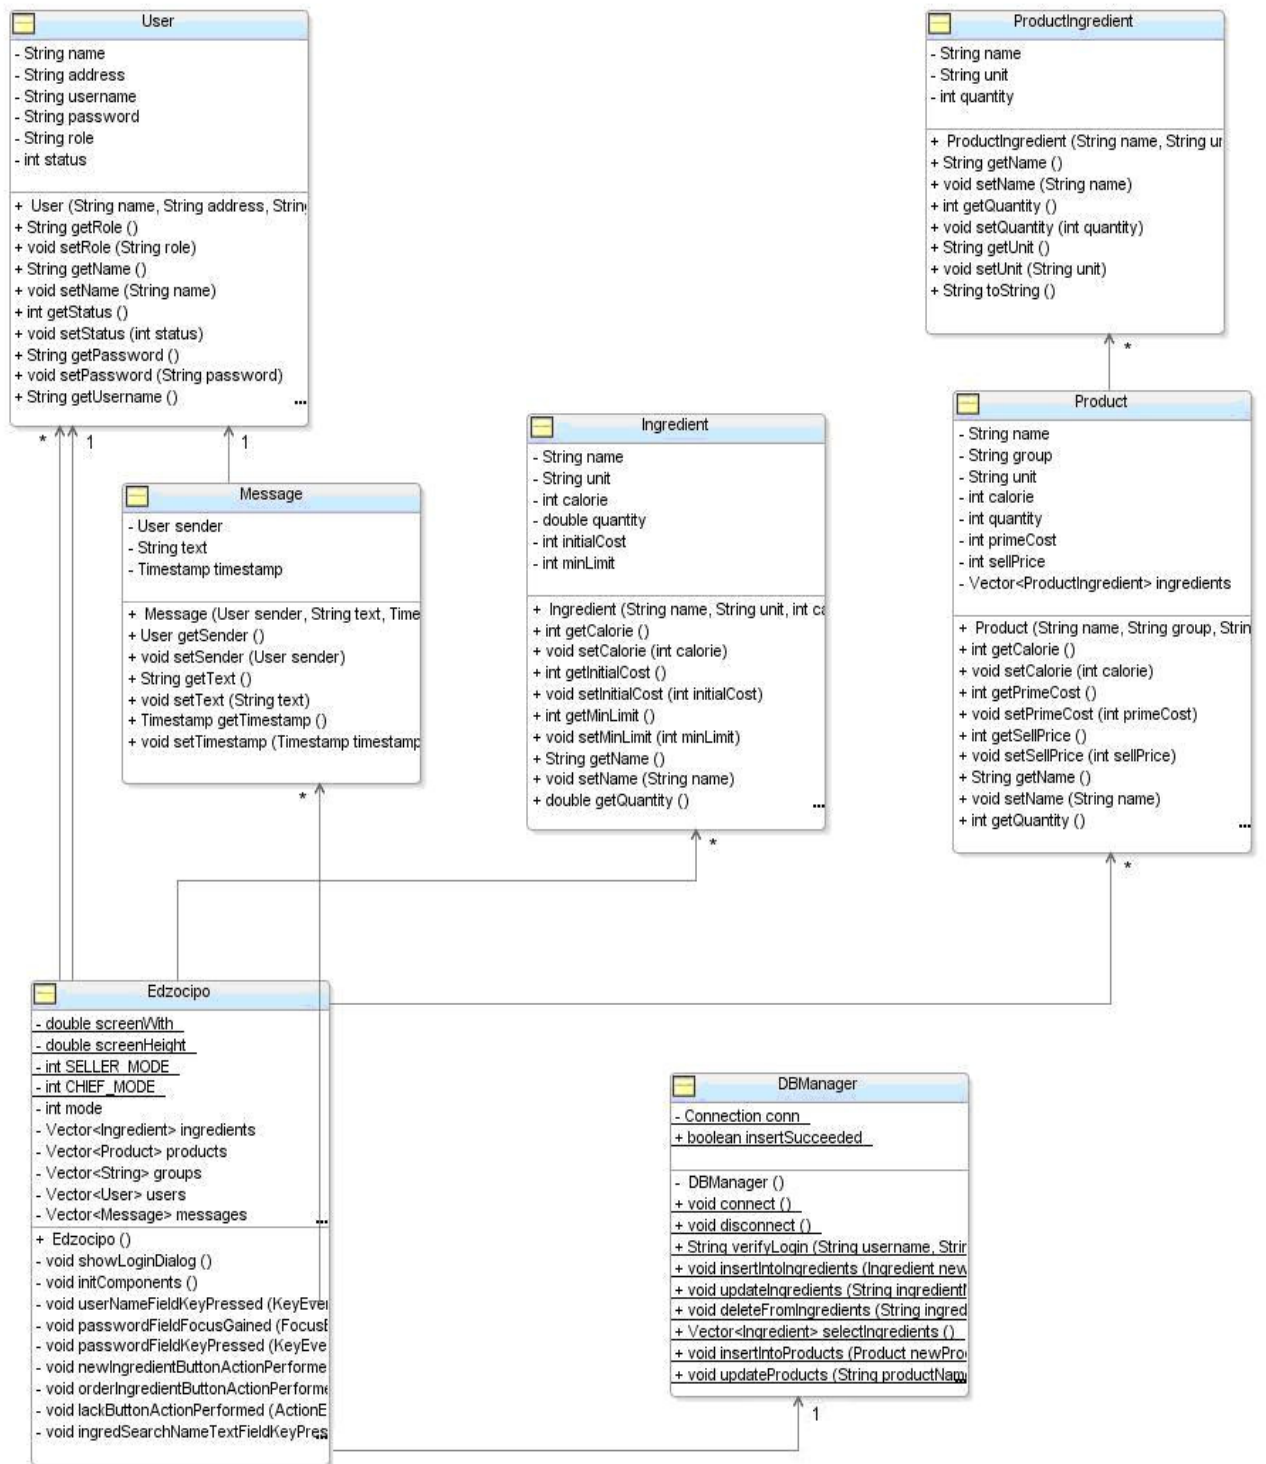 User
- String name
- String address
- String username
- String password
- String role
- int status
+ User (String name, String address, String
+ String getRole ()
+ void setRole (String role)
+ String getName ()
+ void setName (String name)
+ int getStatus ()
+ void setStatus (int status)
+ String getPassword ()
+ void setPassword (String password)
+ String getUsername ()
...
ProductIngredient
- String name
- String unit
- int quantity
+ ProductIngredient (String name, String ur
+ String getName ()
+ void setName (String name)
+ int getQuantity ()
+ void setQuantity (int quantity)
+ String getUnit ()
+ void setUnit (String unit)
+ String toString ()
*
* 1 1
Message
- User sender
- String text
- Timestamp timestamp
+ Message (User sender, String text, Time
+ User getSender ()
+ void setSender (User sender)
+ String getText ()
+ void setText (String text)
+ Timestamp getTimestamp ()
+ void setTimestamp (Timestamp timestamp
*
Ingredient
- String name
- String unit
- int calorie
- double quantity
- int initialCost
- int minLimit
+ Ingredient (String name, String unit, int ca
+ int getCalorie ()
+ void setCalorie (int calorie)
+ int getInitialCost ()
+ void setInitialCost (int initialCost)
+ int getMinLimit ()
+ void setMinLimit (int minLimit)
+ String getName ()
+ void setName (String name)
+ double getQuantity ()
...
*
Product
- String name
- String group
- String unit
- int calorie
- int quantity
- int primeCost
- int sellPrice
- Vector<ProductIngredient> ingredients
+ Product (String name, String group, Strin
+ int getCalorie ()
+ void setCalorie (int calorie)
+ int getPrimeCost ()
+ void setPrimeCost (int primeCost)
+ int getSellPrice ()
+ void setSellPrice (int sellPrice)
+ String getName ()
+ void setName (String name)
+ int getQuantity ()
...
*
Edzocipo
- double screenWith
- double screenHeight
- int SELLER_MODE
- int CHIEF_MODE
- int mode
- Vector<Ingredient> ingredients
- Vector<Product> products
- Vector<String> groups
- Vector<User> users
- Vector<Message> messages
...
+ Edzocipo ()
- void showLoginDialog ()
- void initComponents ()
- void userNameFieldKeyPressed (KeyEver
- void passwordFieldFocusGained (FocusE
- void passwordFieldKeyPressed (KeyEve
- void newIngredientButtonActionPerforme
- void orderIngredientButtonActionPerforme
- void lackButtonActionPerformed (ActionE
- void ingredSearchNameTextFieldKeyPres
...
DBManager
- Connection conn
+ boolean insertSucceeded
- DBManager ()
+ void connect ()
+ void disconnect ()
+ String verifyLogin (String username, Strin
+ void insertIntoIngredients (Ingredient new
+ void updateIngredients (String ingredientN
+ void deleteFromIngredients (String ingred
+ Vector<Ingredient> selectIngredients ()
+ void insertIntoProducts (Product newPro
+ void updateProducts (String productNam
...
1